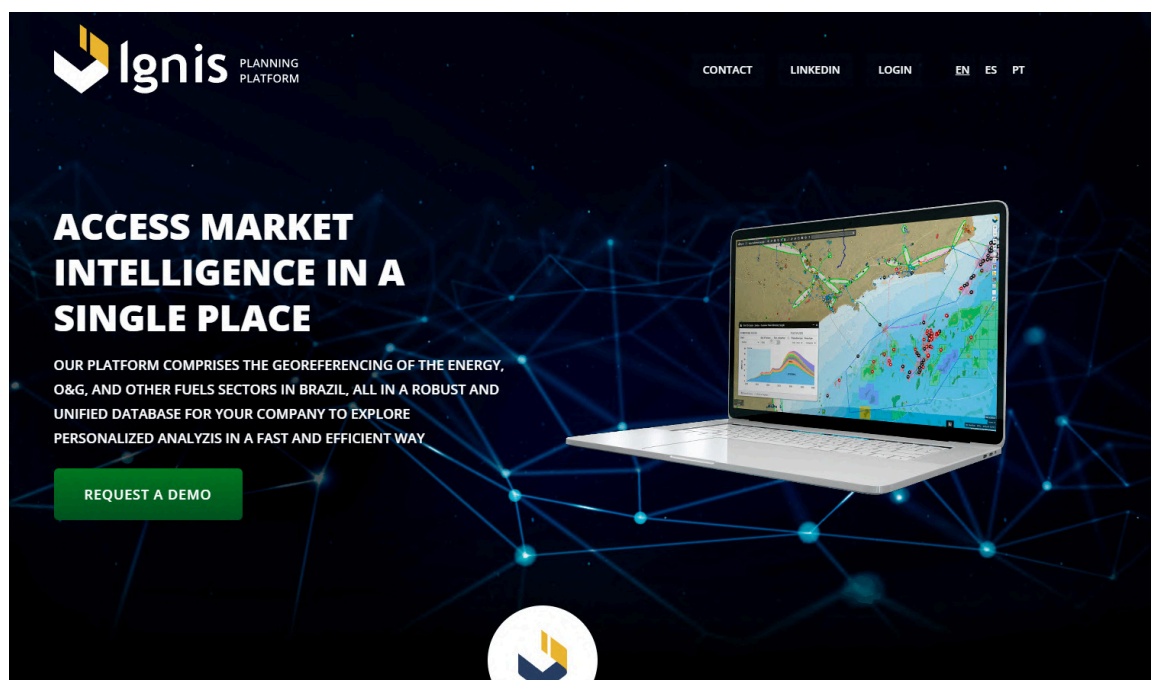 Ignis PLANNING
PLATFORM
CONTACT LINKEDIN LOGIN EN ES PT
ACCESS MARKET
INTELLIGENCE IN A
SINGLE PLACE
OUR PLATFORM COMPRISES THE GEOREFERENCING OF THE ENERGY,
O&G, AND OTHER FUELS SECTORS IN BRAZIL, ALL IN A ROBUST AND
UNIFIED DATABASE FOR YOUR COMPANY TO EXPLORE
PERSONALIZED ANALYZIS IN A FAST AND EFFICIENT WAY
REQUEST A DEMO